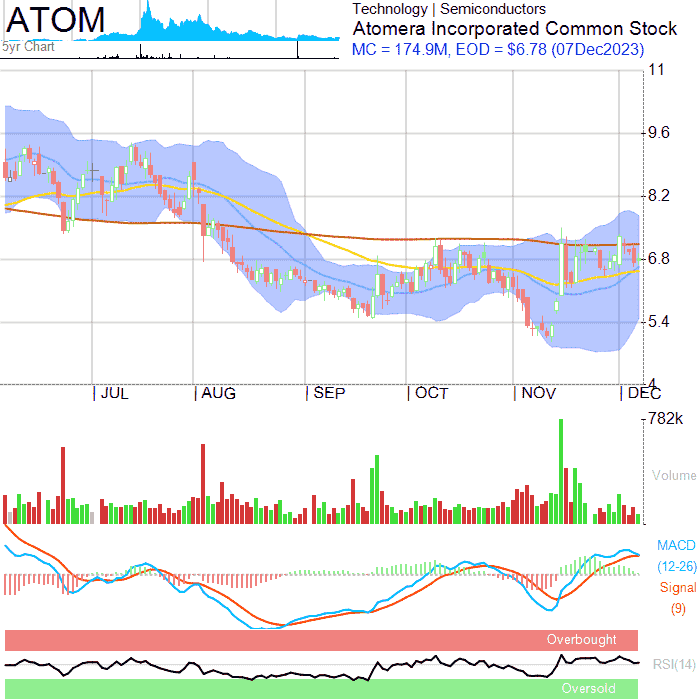 ATOM
5yr Chart
Technology | Semiconductors
Atomera Incorporated Common Stock
MC = 174.9M, EOD = $6.78 (07Dec2023)
11
9.6
8.2
6.8
5.4
4
JUL
AUG
SEP
OCT
NOV
DEC
782k
Volume
MACD
(12-26)
Signal
(9)
Overbought
RSI(14)
Oversold